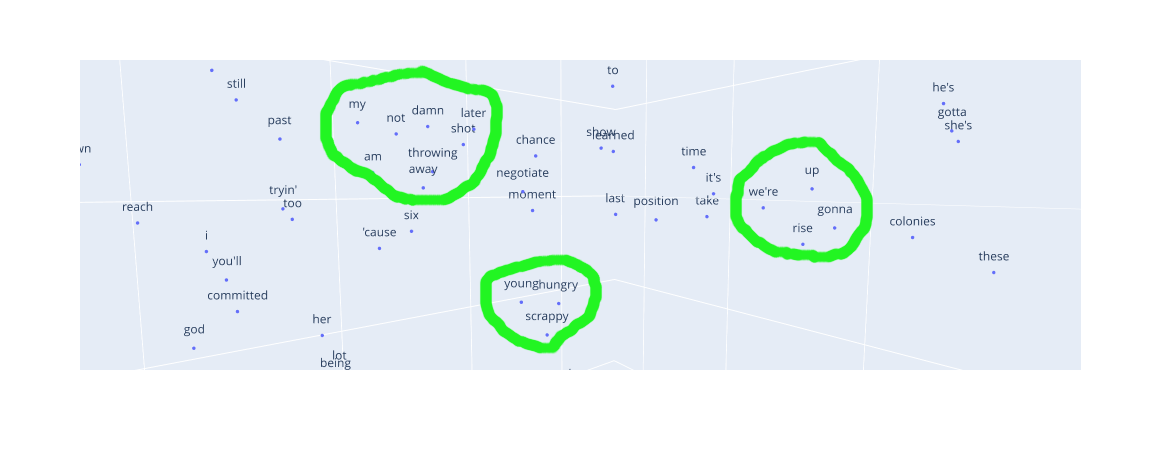 to
still
he's
my
later
damn
gotta
not
past
she's
shot
show
earned
chance
wn
time
throwing
am
away
up
negotiate
it's
tryin'
we're
moment
last
take
position
too
reach
gonna
six
colonies
rise
'cause
i
these
you'll
young
hungry
committed
scrappy
her
god
lot
being